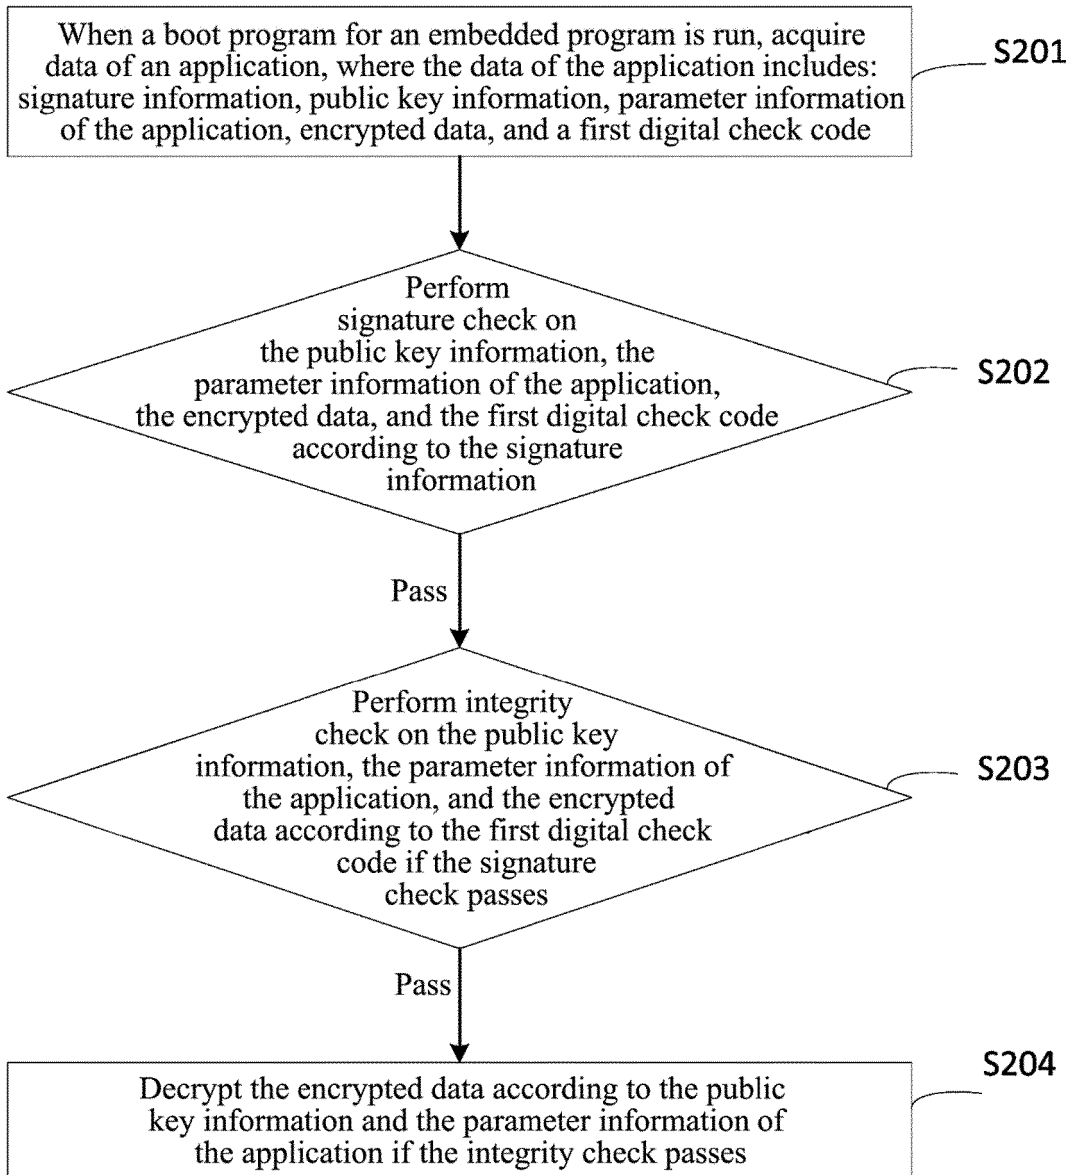 When a boot program for an embedded program is run, acquire
data of an application, where the data of the application includes:
signature information, public key information, parameter information
of the application, encrypted data, and a first digital check code
S201
Perform
signature check on
the public key information, the
parameter information of the application,
the encrypted data, and the first digital check code
according to the signature
information
S202
Pass
Perform integrity
check on the public key
information, the parameter information of
the application, and the encrypted
data according to the first digital check
code if the signature
check passes
S203
Pass
Decrypt the encrypted data according to the public
key information and the parameter information of
the application if the integrity check passes
S204